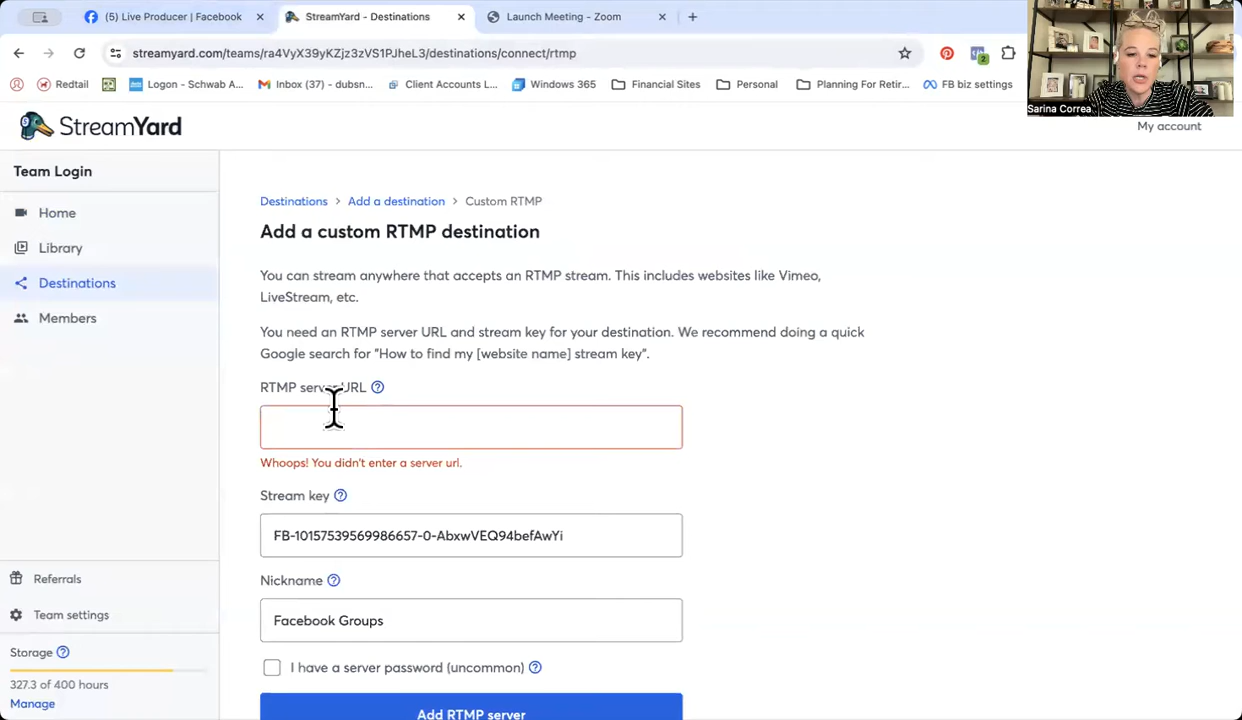 (5) Live Producer | Facebook
StreamYard - Destinations
Launch Meeting - Zoom
streamyard.com/teams/ra4VyX39yKZjz3zVS1PJheL3/destinations/connect/rtmp
Redtail
Logon - Schwab A...
Inbox (37) - dubsn...
Client Accounts L...
Windows 365
Financial Sites
Personal
Planning For Retir...
FB biz settings
2
Sarina Correa
StreamYard
My account
Team Login
Home
Library
Destinations
Members
Referrals
Team settings
Storage
327.3 of 400 hours
Manage
Destinations > Add a destination > Custom RTMP
Add a custom RTMP destination
You can stream anywhere that accepts an RTMP stream. This includes websites like Vimeo,
LiveStream, etc.
You need an RTMP server URL and stream key for your destination. We recommend doing a quick
Google search for "How to find my [website name] stream key".
RTMP server URL
Whoops! You didn't enter a server url.
Stream key
FB-10157539569986657-0-AbxwVEQ94befAwYi
Nickname
Facebook Groups
I have a server password (uncommon)
Add RTMP server